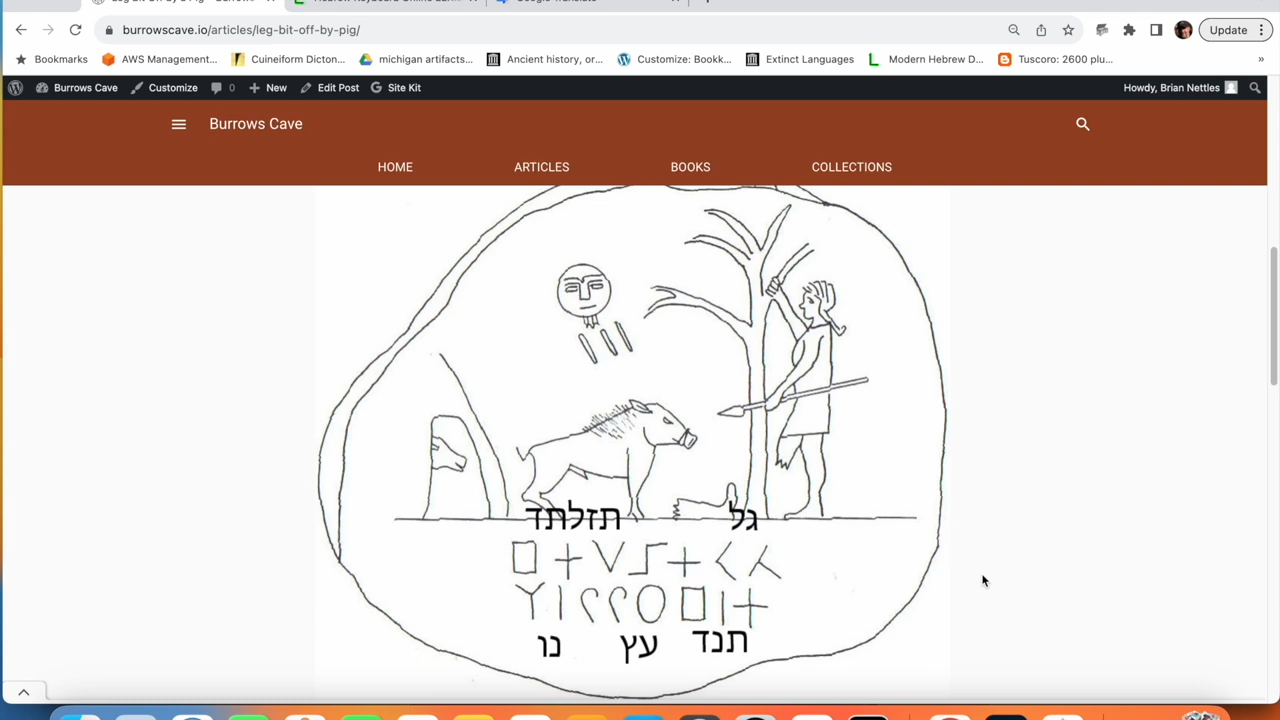 burrowscave.io/articles/leg-bit-off-by-pig/
Update
Bookmarks
AWS Management...
Cuineiform Dicton...
michigan artifacts...
Ancient history, or...
Customize: Bookk...
Extinct Languages
Modern Hebrew D...
Tuscoro: 2600 plu...
»
Burrows Cave
Customize
0
New
Edit Post
Site Kit
Howdy, Brian Nettles
Burrows Cave
HOME
ARTICLES
BOOKS
COLLECTIONS
גל תזלתד
תנד עץ נו